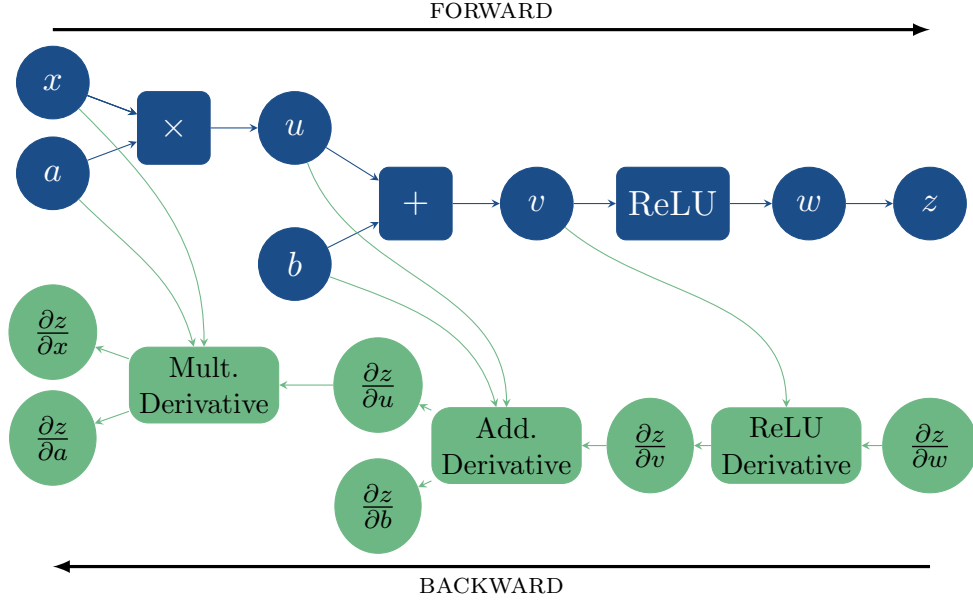 FORWARD
x
a
×
u
b
+
v
ReLU
w
z
∂z
∂x
∂z
∂a
Mult.
Derivative
∂z
∂u
∂z
∂b
Add.
Derivative
∂z
∂v
ReLU
Derivative
∂z
∂w
BACKWARD